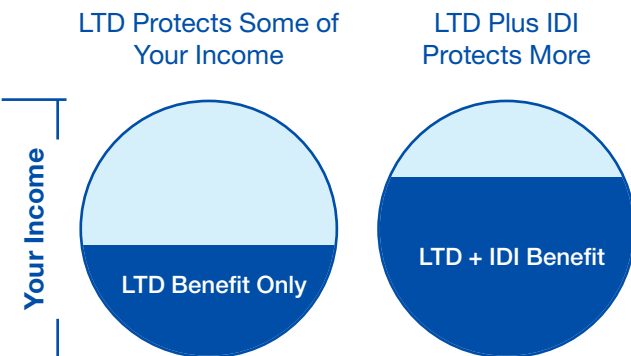 LTD Protects Some of
Your Income
LTD Plus IDI
Protects More
Your Income
LTD Benefit Only
LTD + IDI Benefit